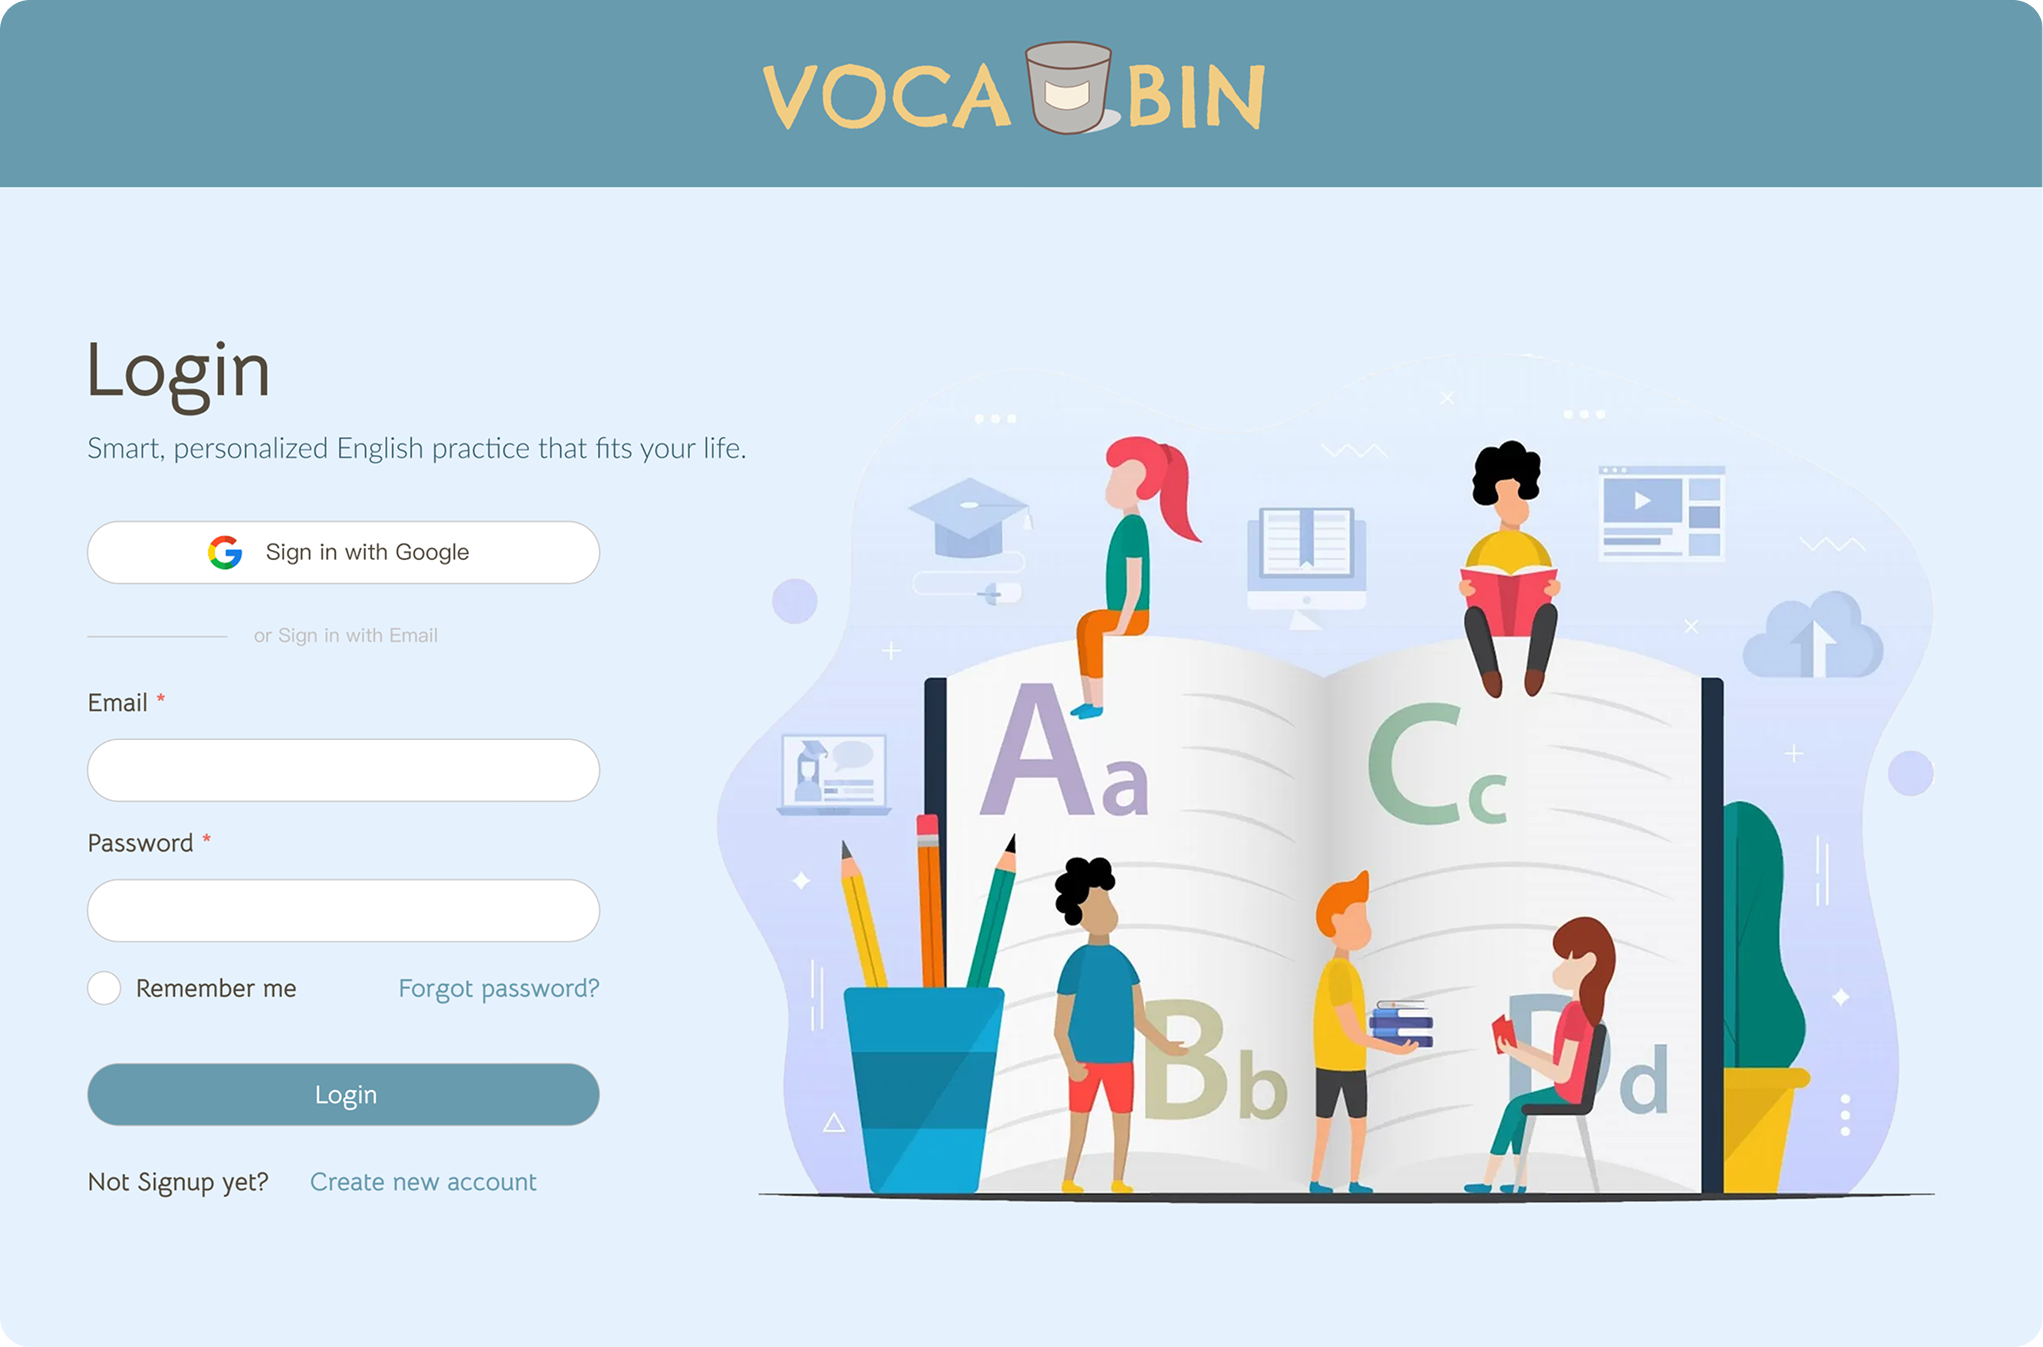 VOCA BIN
Login
Smart, personalized English practice that fits your life.
Sign in with Google
or Sign in with Email
Email *
Password *
Remember me Forgot password?
Login
Not Signup yet? Create new account
Aa
Cc
Bb
Dd